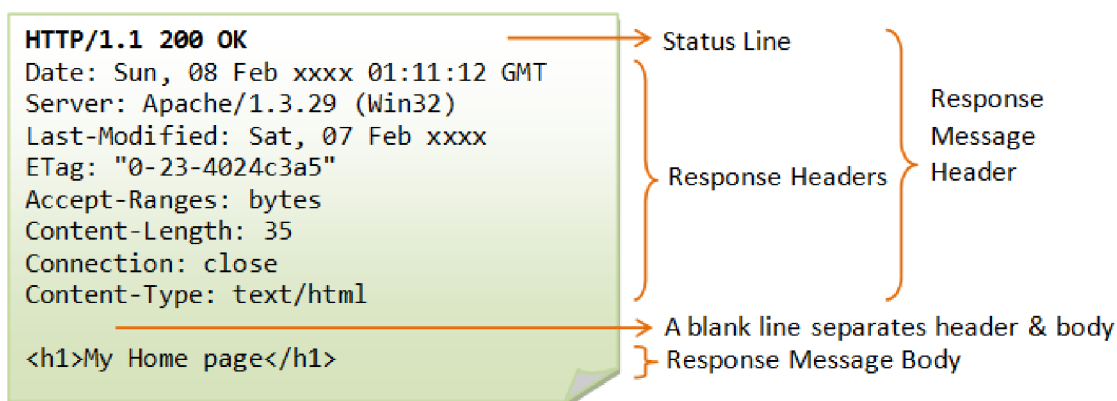 HTTP/1.1 200 OK
Date: Sun, 08 Feb xxxx 01:11:12 GMT
Server: Apache/1.3.29 (Win32)
Last-Modified: Sat, 07 Feb xxxx
ETag: "0-23-4024c3a5"
Accept-Ranges: bytes
Content-Length: 35
Connection: close
Content-Type: text/html
<h1>My Home page</h1>
Status Line
Response Headers
Response
Message
Header
A blank line separates header & body
Response Message Body